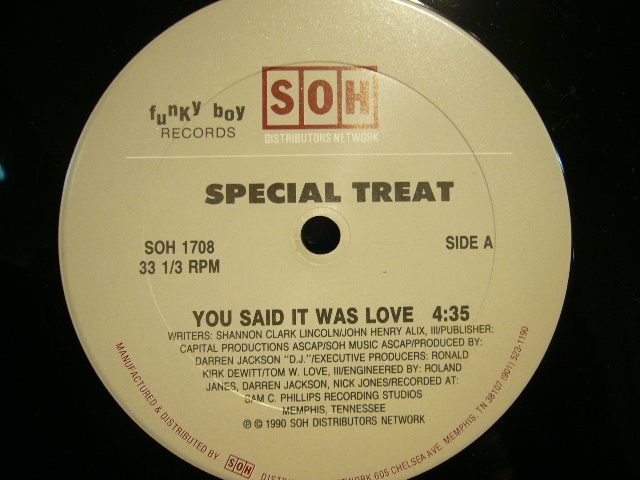 funky boy
RECORDS
SOH
DISTRIBUTORS NETWORK
SPECIAL TREAT
SOH 1708
33 1/3 RPM
SIDE A
YOU SAID IT WAS LOVE 4:35
WRITERS: SHANNON CLARK LINCOLN/JOHN HENRY ALIX, III/PUBLISHER:
CAPITAL PRODUCTIONS ASCAP/SOH MUSIC ASCAP/PRODUCED BY:
DARREN JACKSON "D.J."/EXECUTIVE PRODUCERS: RONALD
KIRK DEWITT/TOM W. LOVE, III/ENGINEERED BY: ROLAND
JANES, DARREN JACKSON, NICK JONES/RECORDED AT:
SAM C. PHILLIPS RECORDING STUDIOS
MEMPHIS, TENNESSEE
℗ © 1990 SOH DISTRIBUTORS NETWORK
MANUFACTURED & DISTRIBUTED BY SOH NETWORK 605 CHELSEA AVE. MEMPHIS, TN 38107 (901) 523-1190